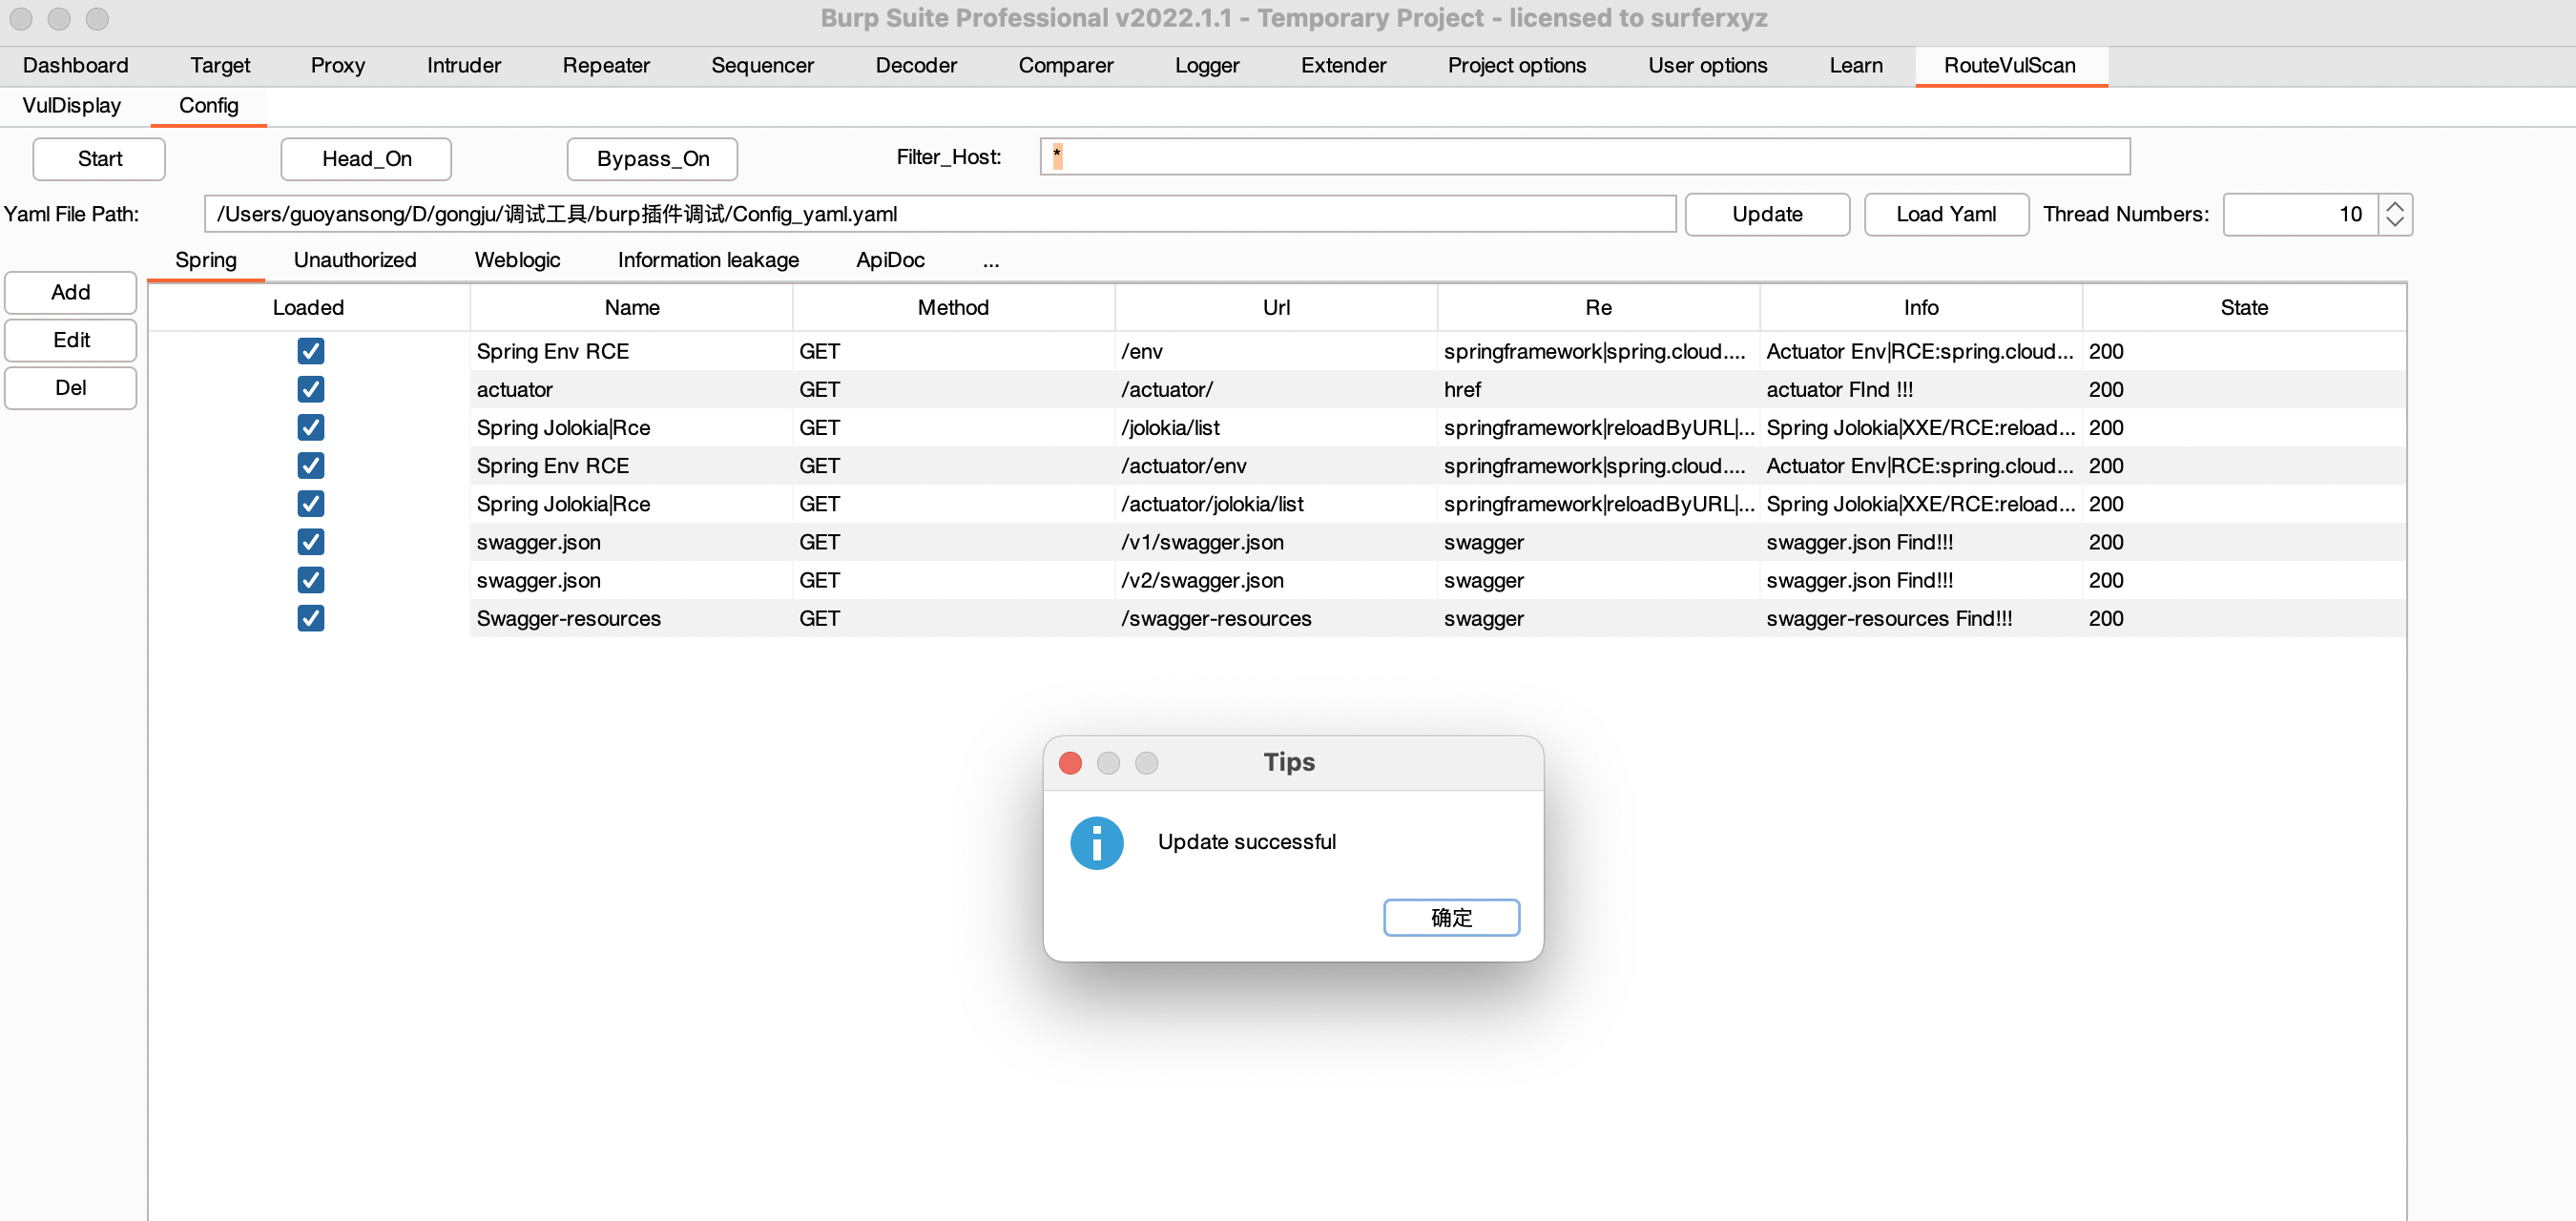 Burp Suite Professional v2022.1.1 - Temporary Project - licensed to surferxyz
Dashboard Target Proxy Intruder Repeater Sequencer Decoder Comparer Logger Extender Project options User options Learn RouteVulScan
VulDisplay Config
Start Head_On Bypass_On Filter_Host: *
Yaml File Path: /Users/guoyansong/D/gongju/调试工具/burp插件调试/Config_yaml.yaml Update Load Yaml Thread Numbers: 10
Spring Unauthorized Weblogic Information leakage ApiDoc ...
Add
Edit
Del
Loaded Name Method Url Re Info State
Spring Env RCE GET /env springframework|spring.cloud.... Actuator Env|RCE:spring.cloud... 200
actuator GET /actuator/ href actuator FInd !!! 200
Spring Jolokia|Rce GET /jolokia/list springframework|reloadByURL|... Spring Jolokia|XXE/RCE:reload... 200
Spring Env RCE GET /actuator/env springframework|spring.cloud.... Actuator Env|RCE:spring.cloud... 200
Spring Jolokia|Rce GET /actuator/jolokia/list springframework|reloadByURL|... Spring Jolokia|XXE/RCE:reload... 200
swagger.json GET /v1/swagger.json swagger swagger.json Find!!! 200
swagger.json GET /v2/swagger.json swagger swagger.json Find!!! 200
Swagger-resources GET /swagger-resources swagger swagger-resources Find!!! 200
Tips
Update successful
确定